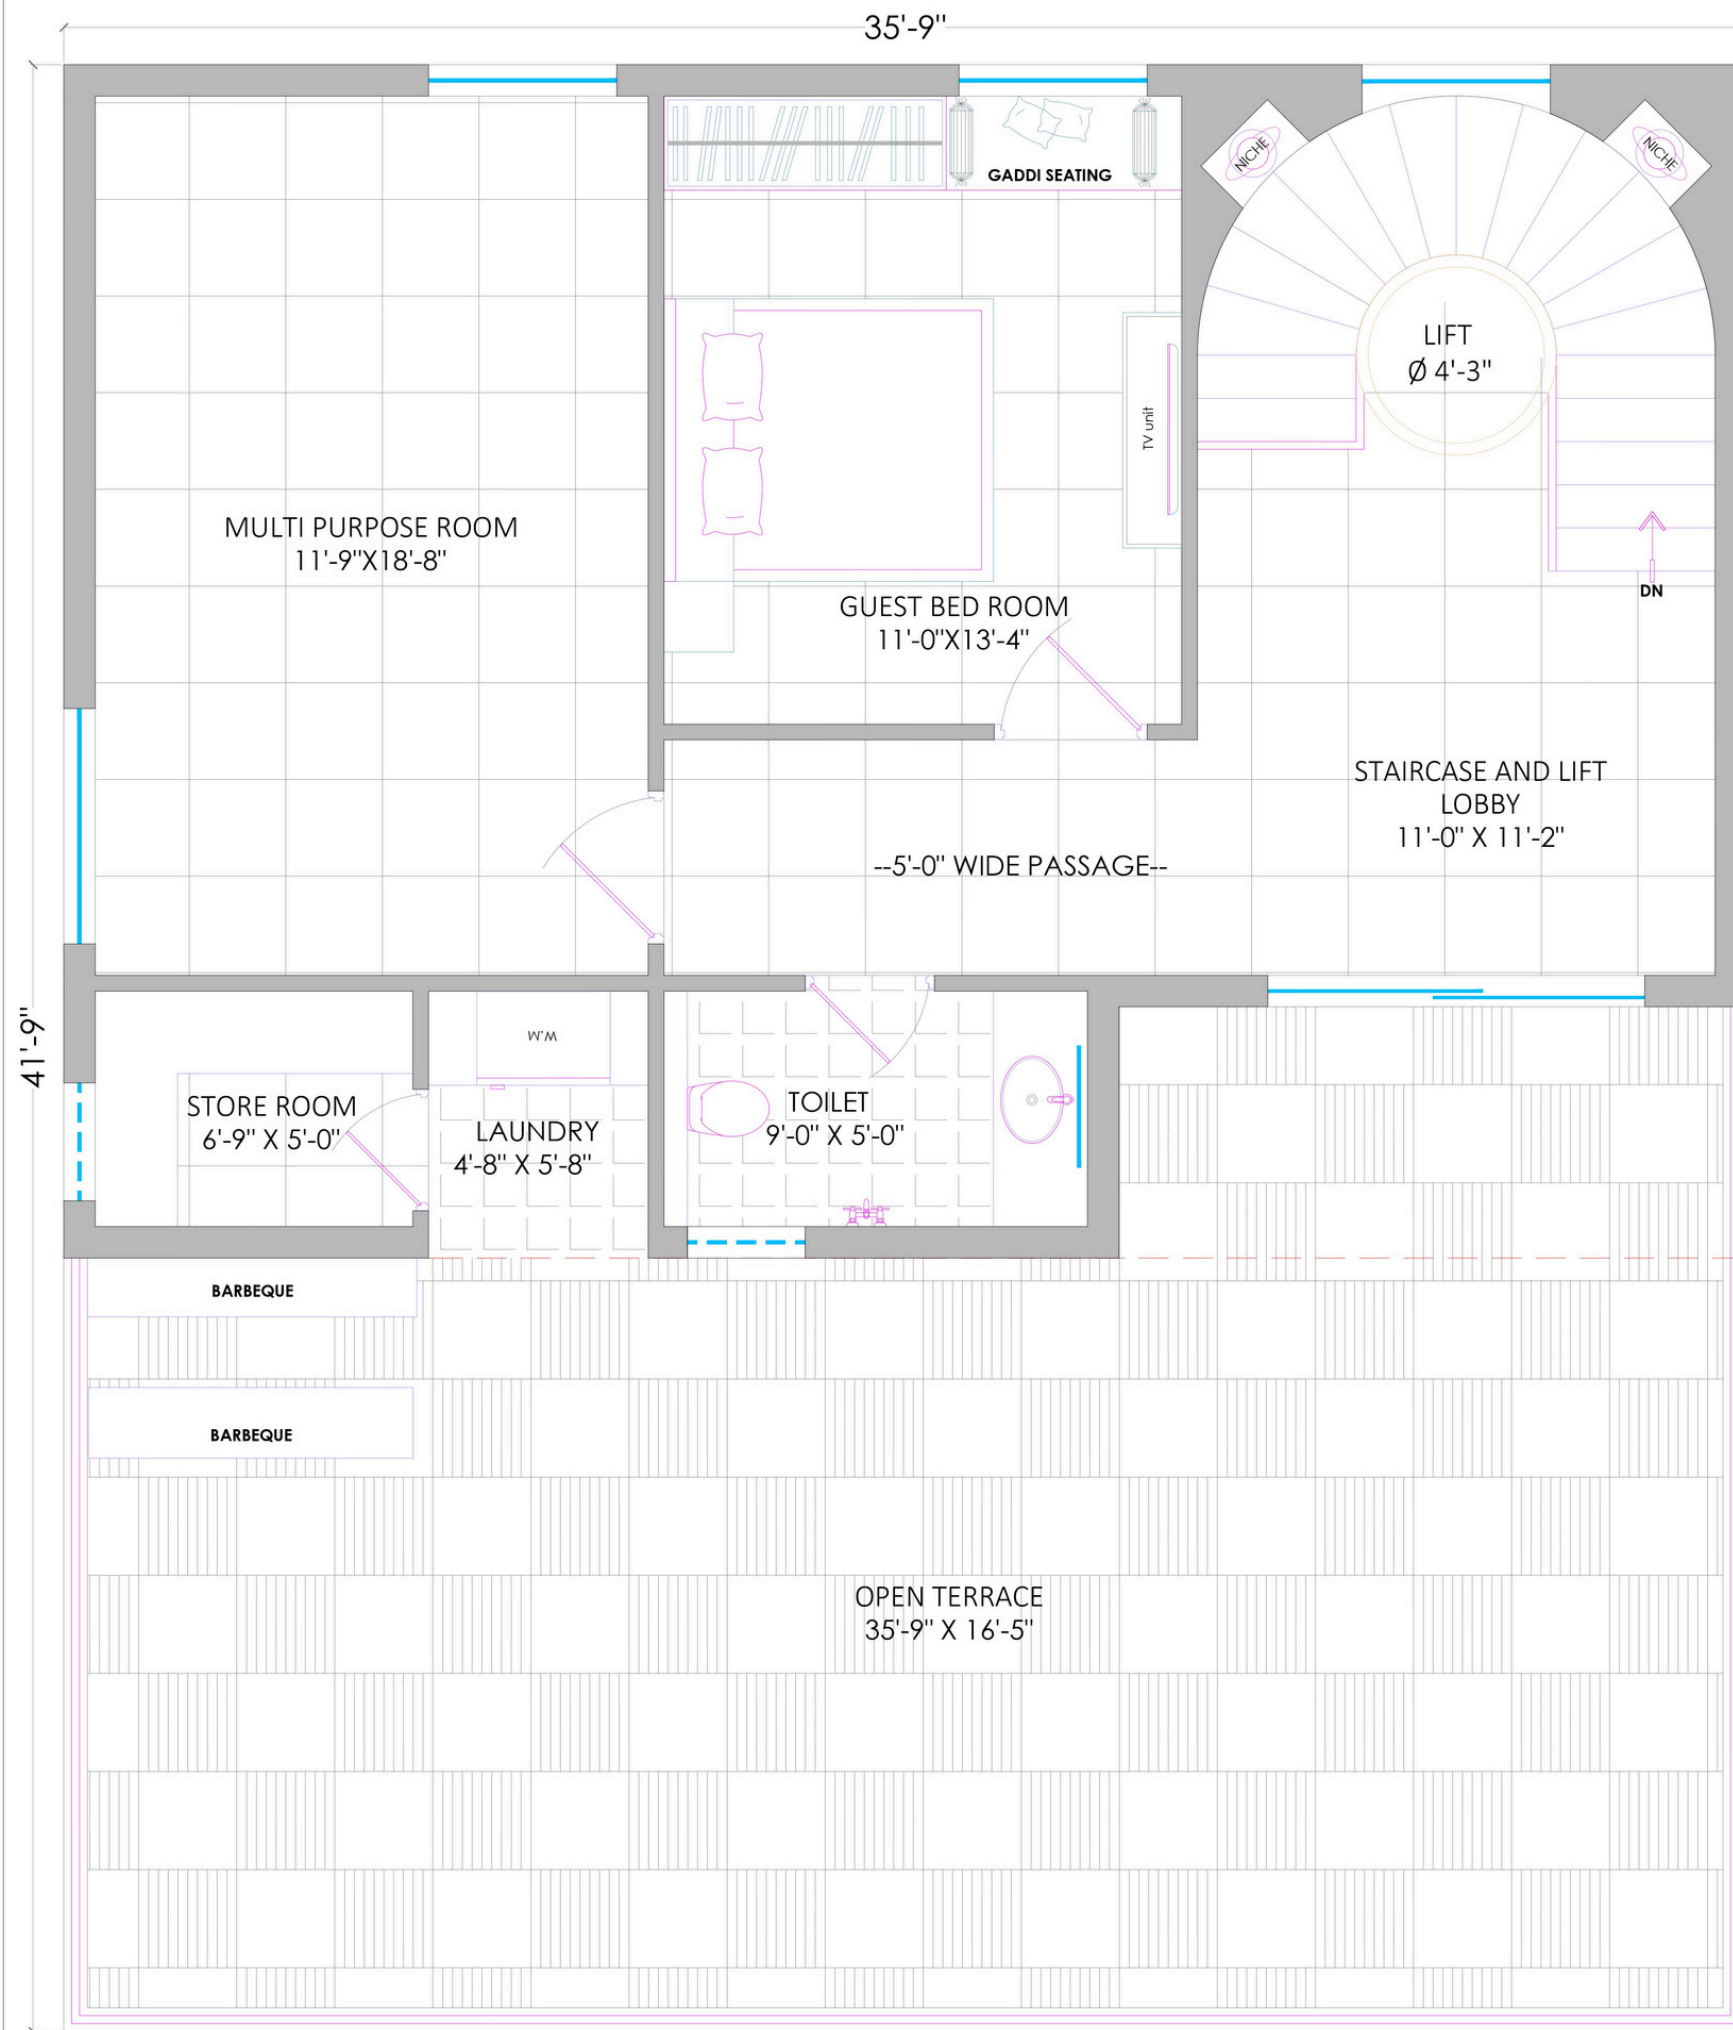 35'-9"
NICHE
NICHE
GADDI SEATING
LIFT
Ø 4'-3"
TV unit
MULTI PURPOSE ROOM
11'-9"X18'-8"
GUEST BED ROOM
11'-0"X13'-4"
DN
STAIRCASE AND LIFT
LOBBY
11'-0" X 11'-2"
--5'-0" WIDE PASSAGE--
41'-9"
W.M
STORE ROOM
6'-9" X 5'-0"
LAUNDRY
4'-8" X 5'-8"
TOILET
9'-0" X 5'-0"
BARBEQUE
BARBEQUE
OPEN TERRACE
35'-9" X 16'-5"